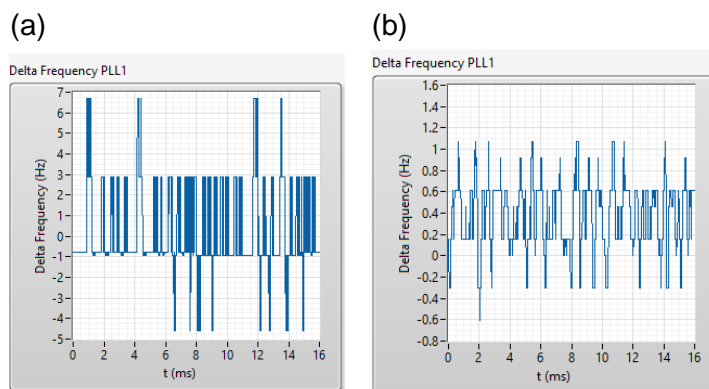 (a)
Delta Frequency PLL1
Delta Frequency (Hz)
7
6
5
4
3
2
1
0
-1
-2
-3
-4
-5
0 2 4 6 8 10 12 14 16
t (ms)
(b)
Delta Frequency PLL1
Delta Frequency (Hz)
1.6
1.4
1.2
1
0.8
0.6
0.4
0.2
0
-0.2
-0.4
-0.6
-0.8
0 2 4 6 8 10 12 14 16
t (ms)